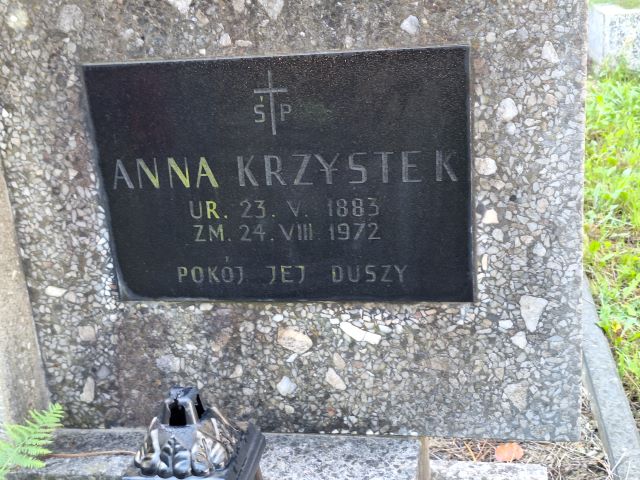 Ś P
ANNA KRZYSTEK
UR. 23. V. 1883
ZM. 24. VIII 1972
POKÓJ JEJ DUSZY